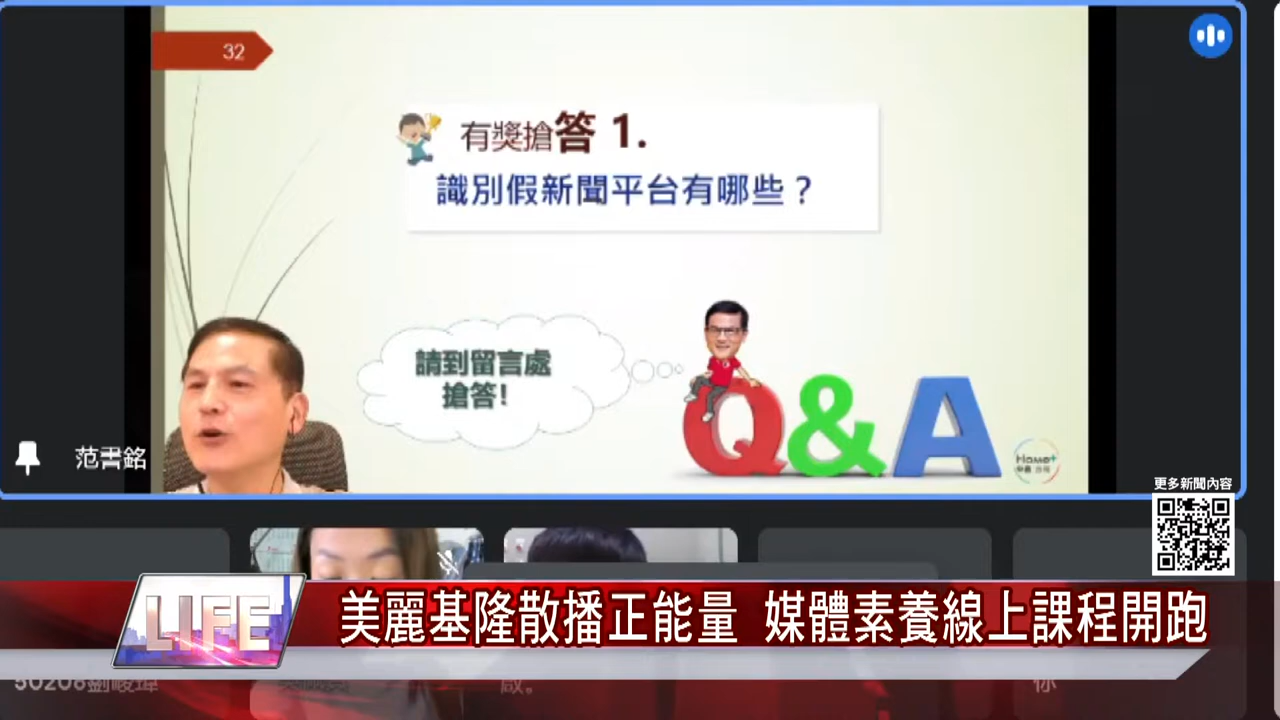 32
有獎搶答 1.
識別假新聞平台有哪些？
請到留言處
搶答！
Q&A
Home+
范書銘
更多新聞內容
LIFE
美麗基隆散播正能量 媒體素養線上課程開跑
你